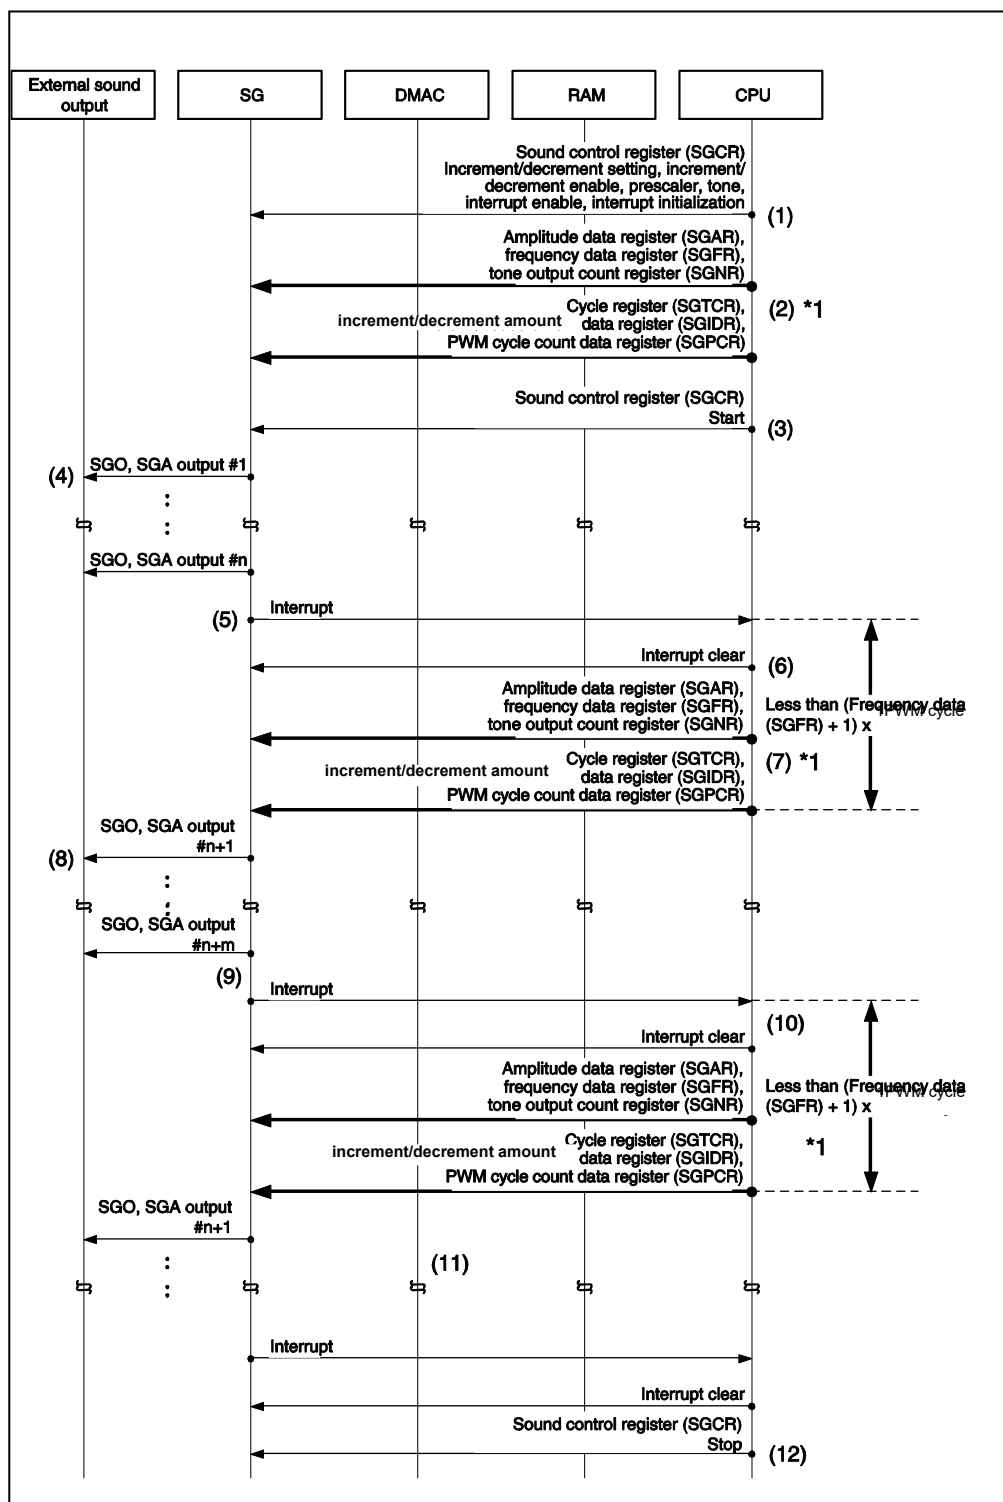 External sound
output
SG
DMAC
RAM
CPU
Sound control register (SGCR)
Increment/decrement setting, increment/
decrement enable, prescaler, tone,
interrupt enable, interrupt initialization
(1)
Amplitude data register (SGAR),
frequency data register (SGFR),
tone output count register (SGNR)
(2) *1
Cycle register (SGTCR),
increment/decrement amount data register (SGIDR),
PWM cycle count data register (SGPCR)
Sound control register (SGCR)
Start
(3)
(4)
SGO, SGA output #1
SGO, SGA output #n
(5)
Interrupt
Interrupt clear
(6)
Amplitude data register (SGAR),
frequency data register (SGFR),
tone output count register (SGNR)
Less than (Frequency data
(SGFR) + 1) x
PWM cycle
(7) *1
Cycle register (SGTCR),
increment/decrement amount data register (SGIDR),
PWM cycle count data register (SGPCR)
SGO, SGA output
#n+1
(8)
SGO, SGA output
#n+m
(9)
Interrupt
(10)
Interrupt clear
Amplitude data register (SGAR),
frequency data register (SGFR),
tone output count register (SGNR)
Less than (Frequency data
(SGFR) + 1) x
PWM cycle
*1
Cycle register (SGTCR),
increment/decrement amount data register (SGIDR),
PWM cycle count data register (SGPCR)
SGO, SGA output
#n+1
(11)
Interrupt
Interrupt clear
Sound control register (SGCR)
Stop
(12)